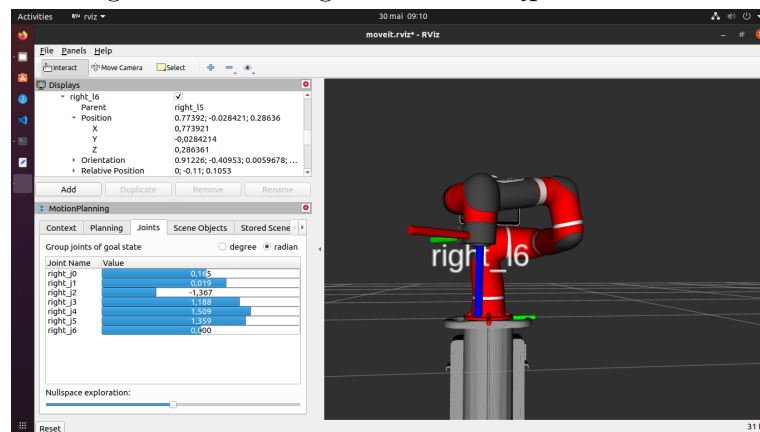 Activities
rviz
30 mai 09:10
moveit.rviz* - RViz
File Panels Help
Interact Move Camera Select
Displays
right_l6
Parent right_l5
Position 0.77392; -0.028421; 0.28636
X 0,773921
Y -0,0284214
Z 0,286361
Orientation 0.91226; -0.40953; 0.0059678; ...
Relative Position 0; -0.11; 0.1053
Add Duplicate Remove Rename
MotionPlanning
Context Planning Joints Scene Objects Stored Scene
Group joints of goal state degree radian
Joint Name Value
right_j0 0,165
right_j1 0,019
right_j2 -1,367
right_j3 1,188
right_j4 1,509
right_j5 1,359
right_j6 0,000
Nullspace exploration:
Reset
right_l6